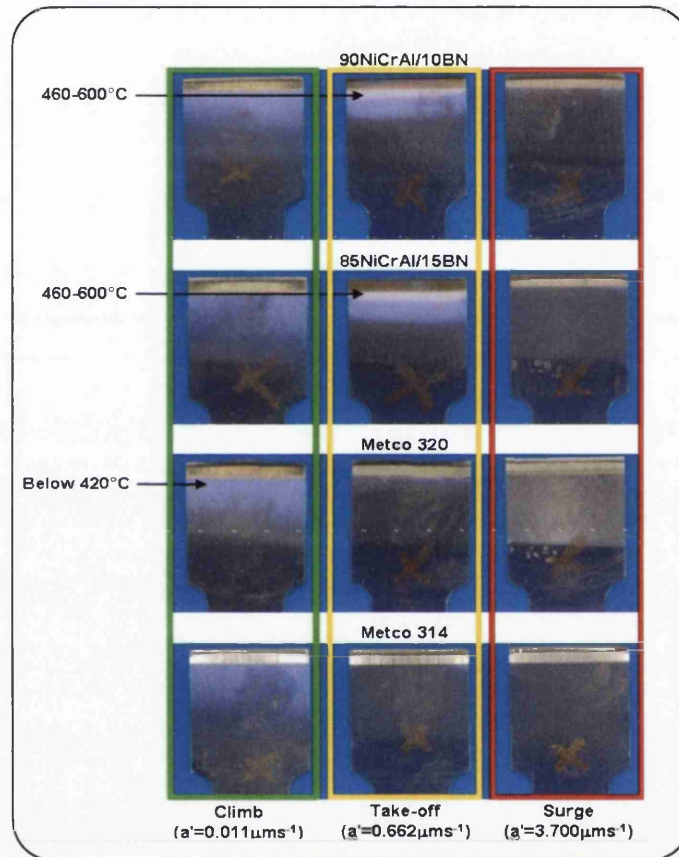 90NiCrAl/10BN
460-600°C
85NiCrAl/15BN
460-600°C
Metco 320
Below 420°C
Metco 314
Climb Take-off Surge
(a'=0.011µms⁻¹) (a'=0.662µms⁻¹) (a'=3.700µms⁻¹)